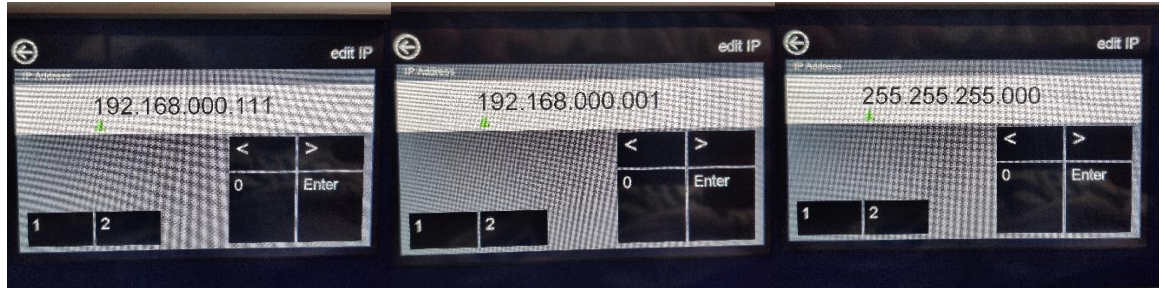 edit IP
IP Address
192.168.000.111
< >
0 Enter
1 2
edit IP
IP Address
192.168.000.001
< >
0 Enter
1 2
edit IP
IP Address
255.255.255.000
< >
0 Enter
1 2